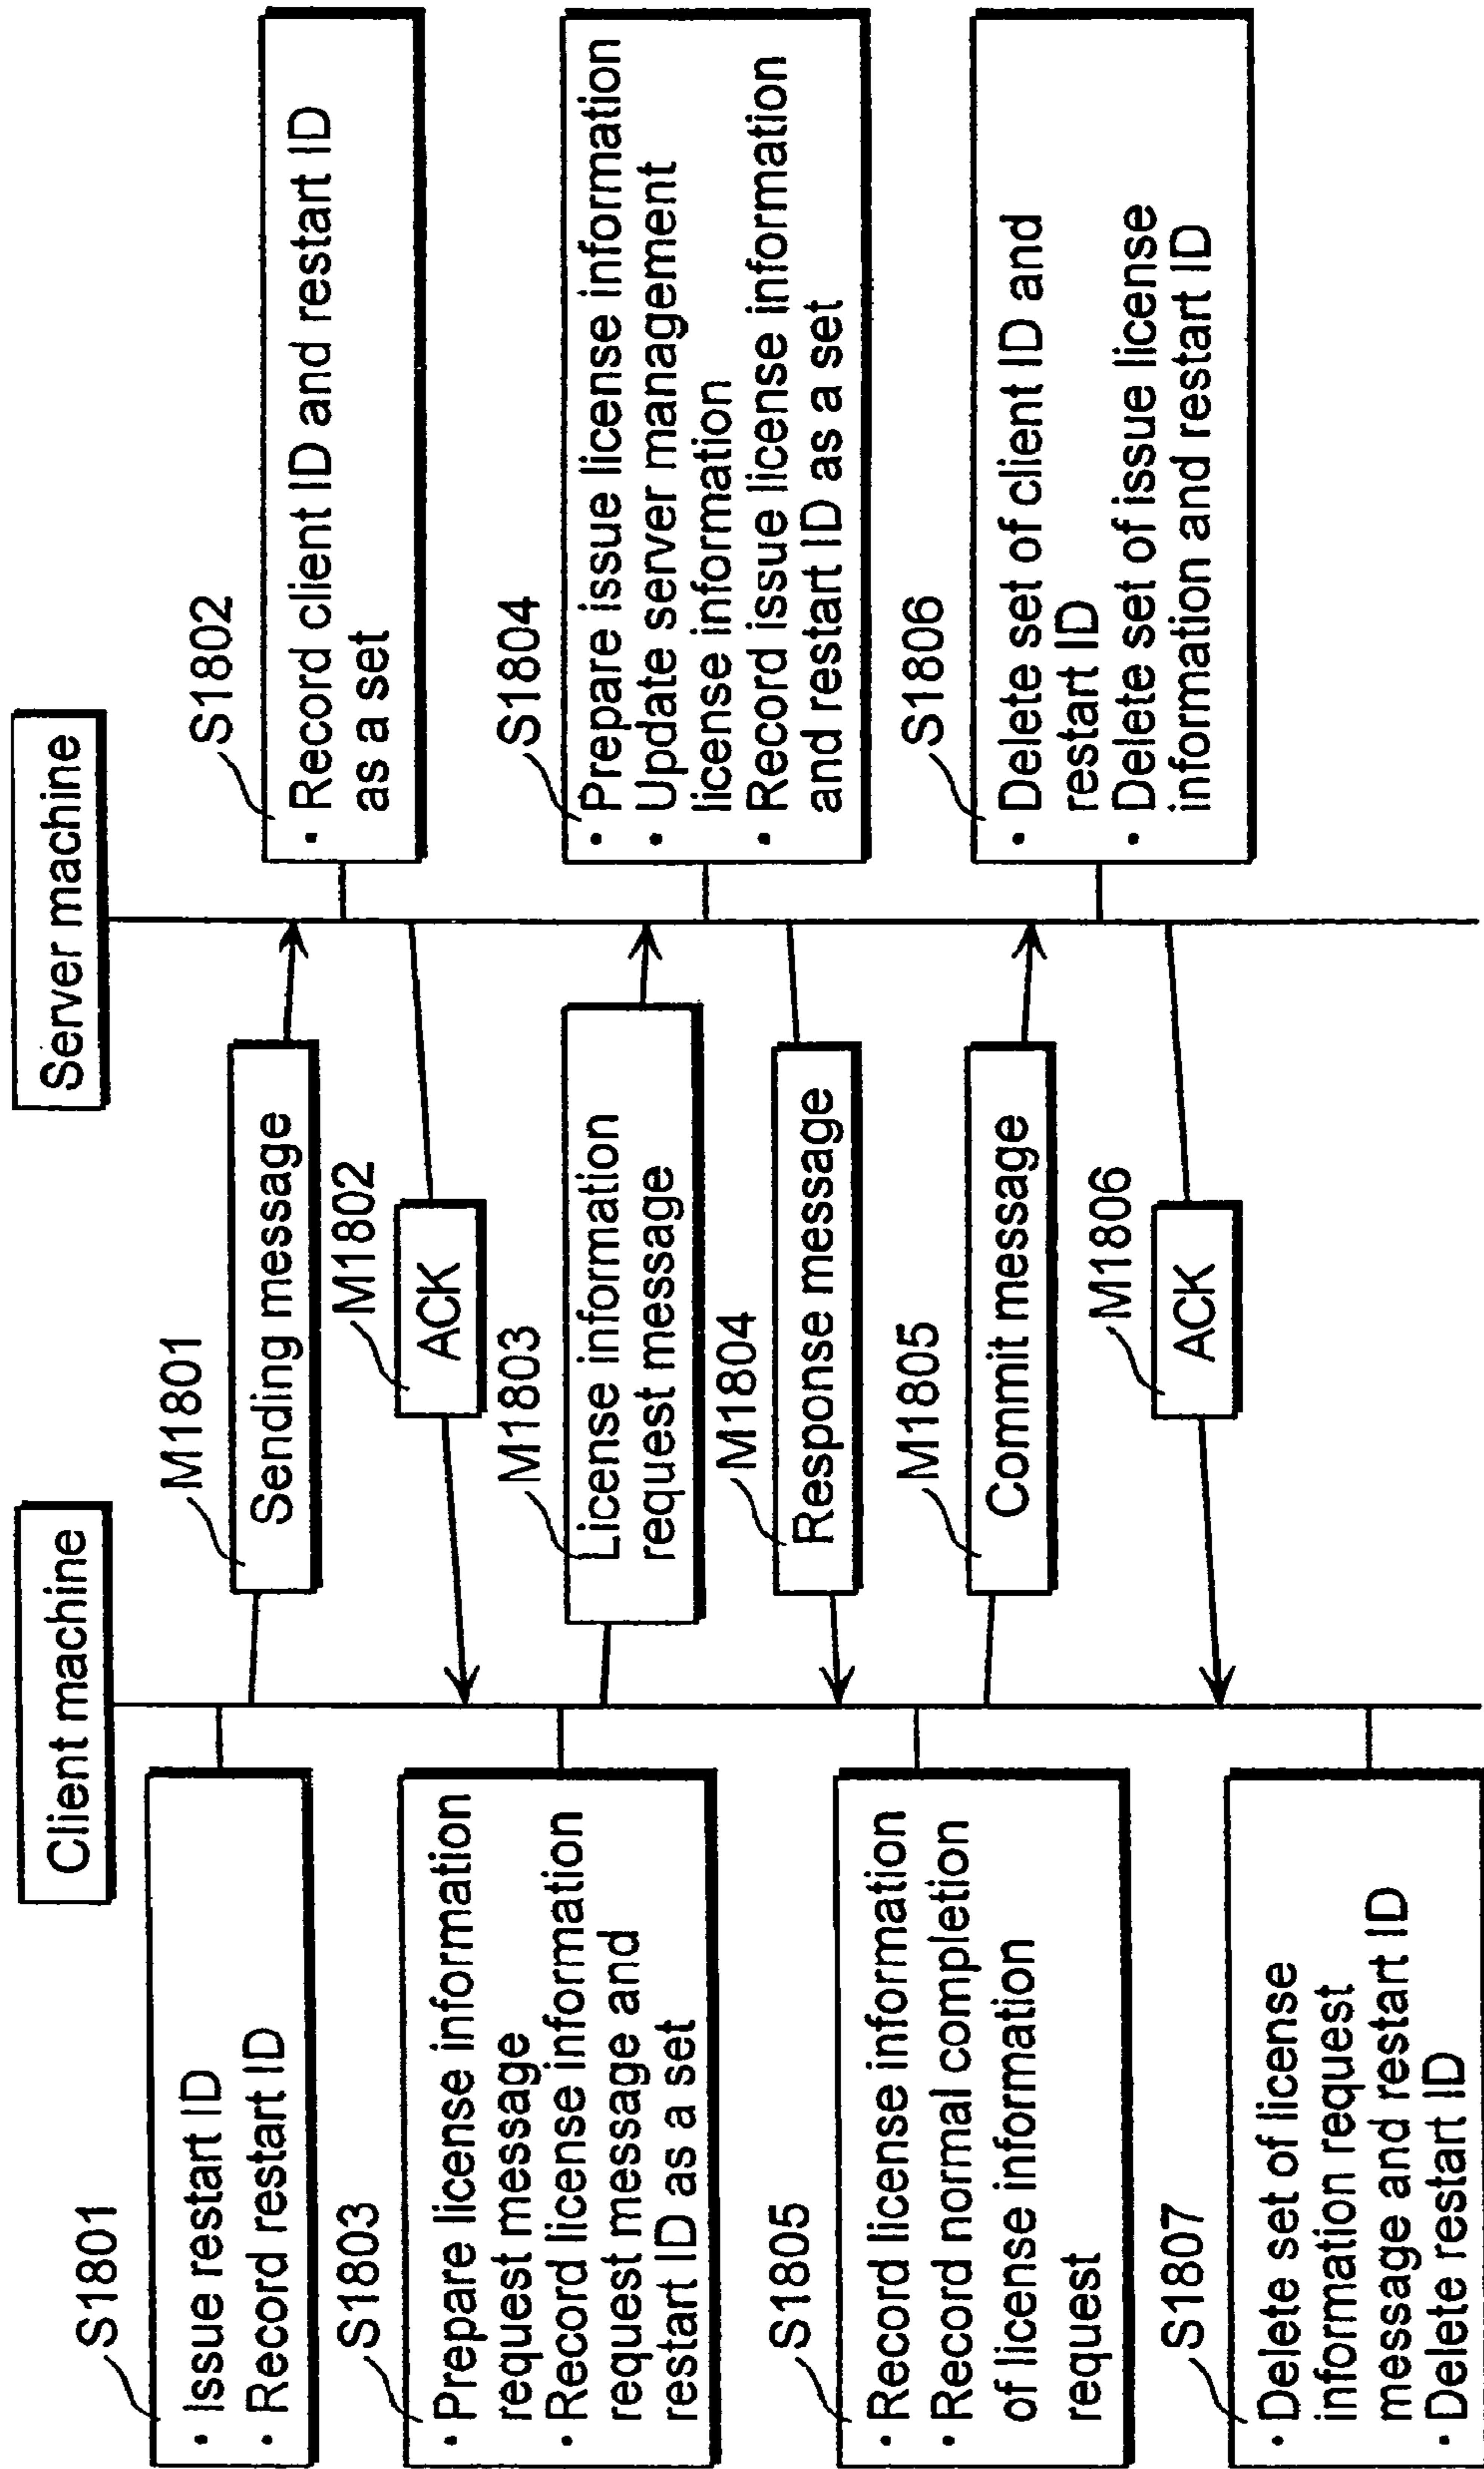 Client machine
Server machine
S1801
· Issue restart ID
· Record restart ID
M1801
Sending message
S1802
· Record client ID and restart ID
as a set
M1802
ACK
S1803
· Prepare license information
request message
· Record license information
request message and
restart ID as a set
M1803
License information
request message
S1804
· Prepare issue license information
· Update server management
license information
· Record issue license information
and restart ID as a set
M1804
Response message
S1805
· Record license information
· Record normal completion
of license information
request
M1805
Commit message
S1806
· Delete set of client ID and
restart ID
· Delete set of issue license
information and restart ID
M1806
ACK
S1807
· Delete set of license
information request
message and restart ID
· Delete restart ID